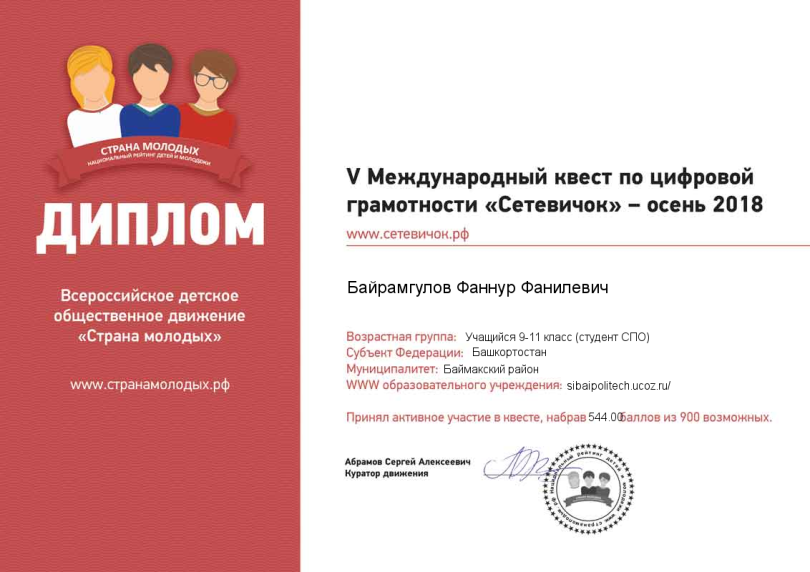 СТРАНА МОЛОДЫХ
НАЦИОНАЛЬНЫЙ РЕЙТИНГ ДЕТЕЙ И МОЛОДЕЖИ
ДИПЛОМ
Всероссийское детское
общественное движение
«Страна молодых»
www.странамолодых.рф
V Международный квест по цифровой
грамотности «Сетевичок» – осень 2018
www.сетевичок.рф
Байрамгулов Фаннур Фанилевич
Возрастная группа: Учащийся 9-11 класс (студент СПО)
Субъект Федерации: Башкортостан
Муниципалитет: Баймакский район
WWW образовательного учреждения: sibaipolitech.ucoz.ru/
Принял активное участие в квесте, набрав 544.00 баллов из 900 возможных.
Абрамов Сергей Алексеевич
Куратор движения